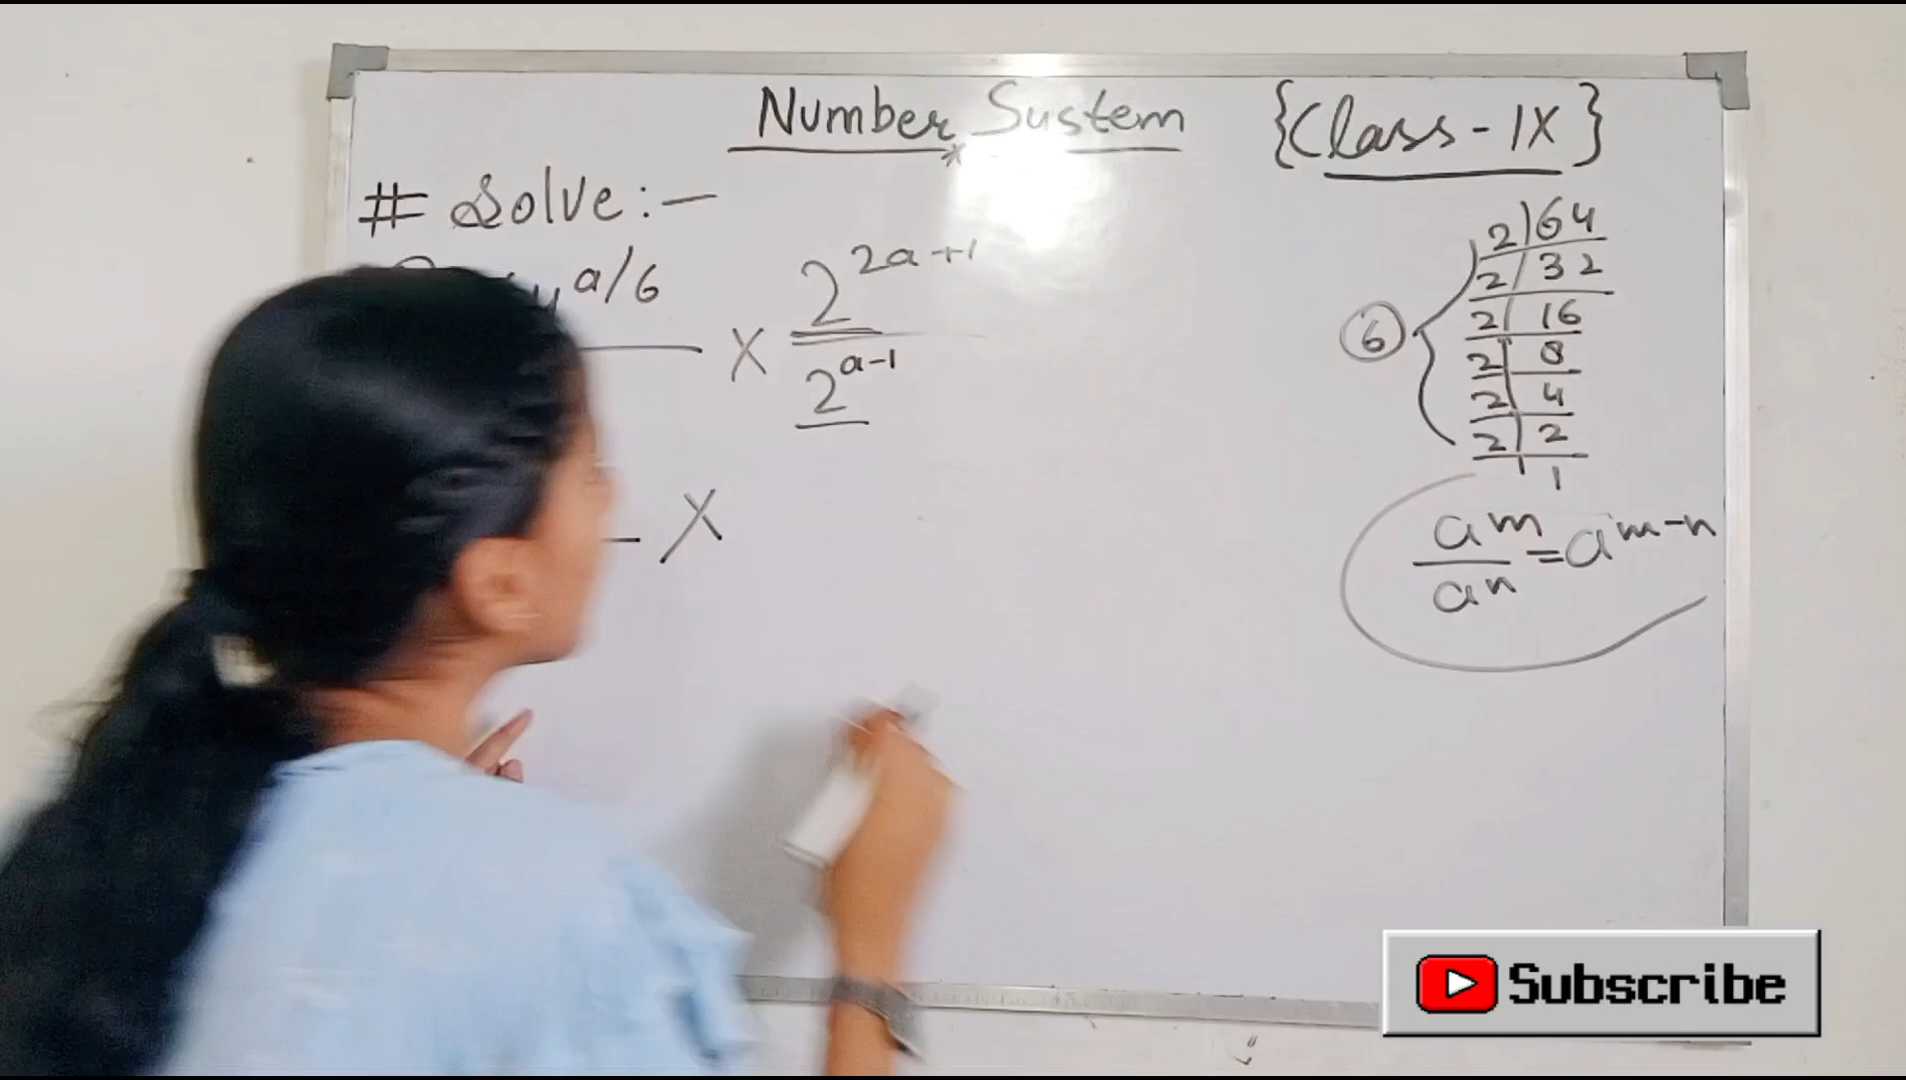 Number System {Class-IX}
# Solve:-
a/6
× 2^{2a+1} / 2^{a-1}
- ×
2 | 64
2 | 32
2 | 16
2 | 8
2 | 4
2 | 2
1
6
a^m / a^n = a^{m-n}
Subscribe